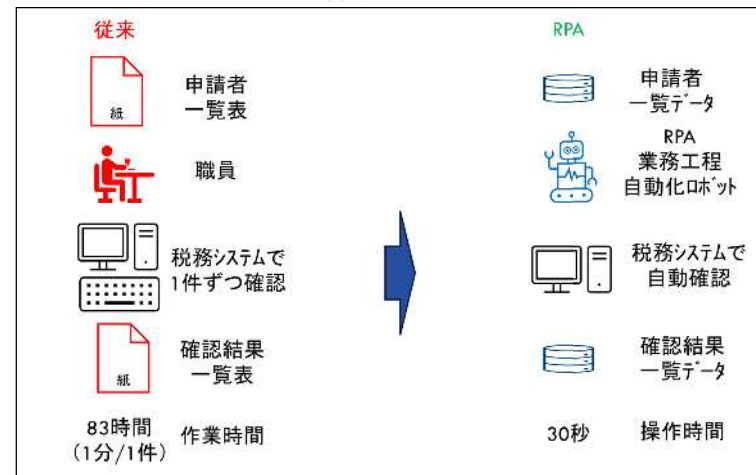 従来
紙
申請者
一覧表
職員
税務システムで
1件ずつ確認
紙
確認結果
一覧表
83時間
(1分/1件)
作業時間
RPA
申請者
一覧データ
RPA
業務工程
自動化ロボット
税務システムで
自動確認
確認結果
一覧データ
30秒
操作時間